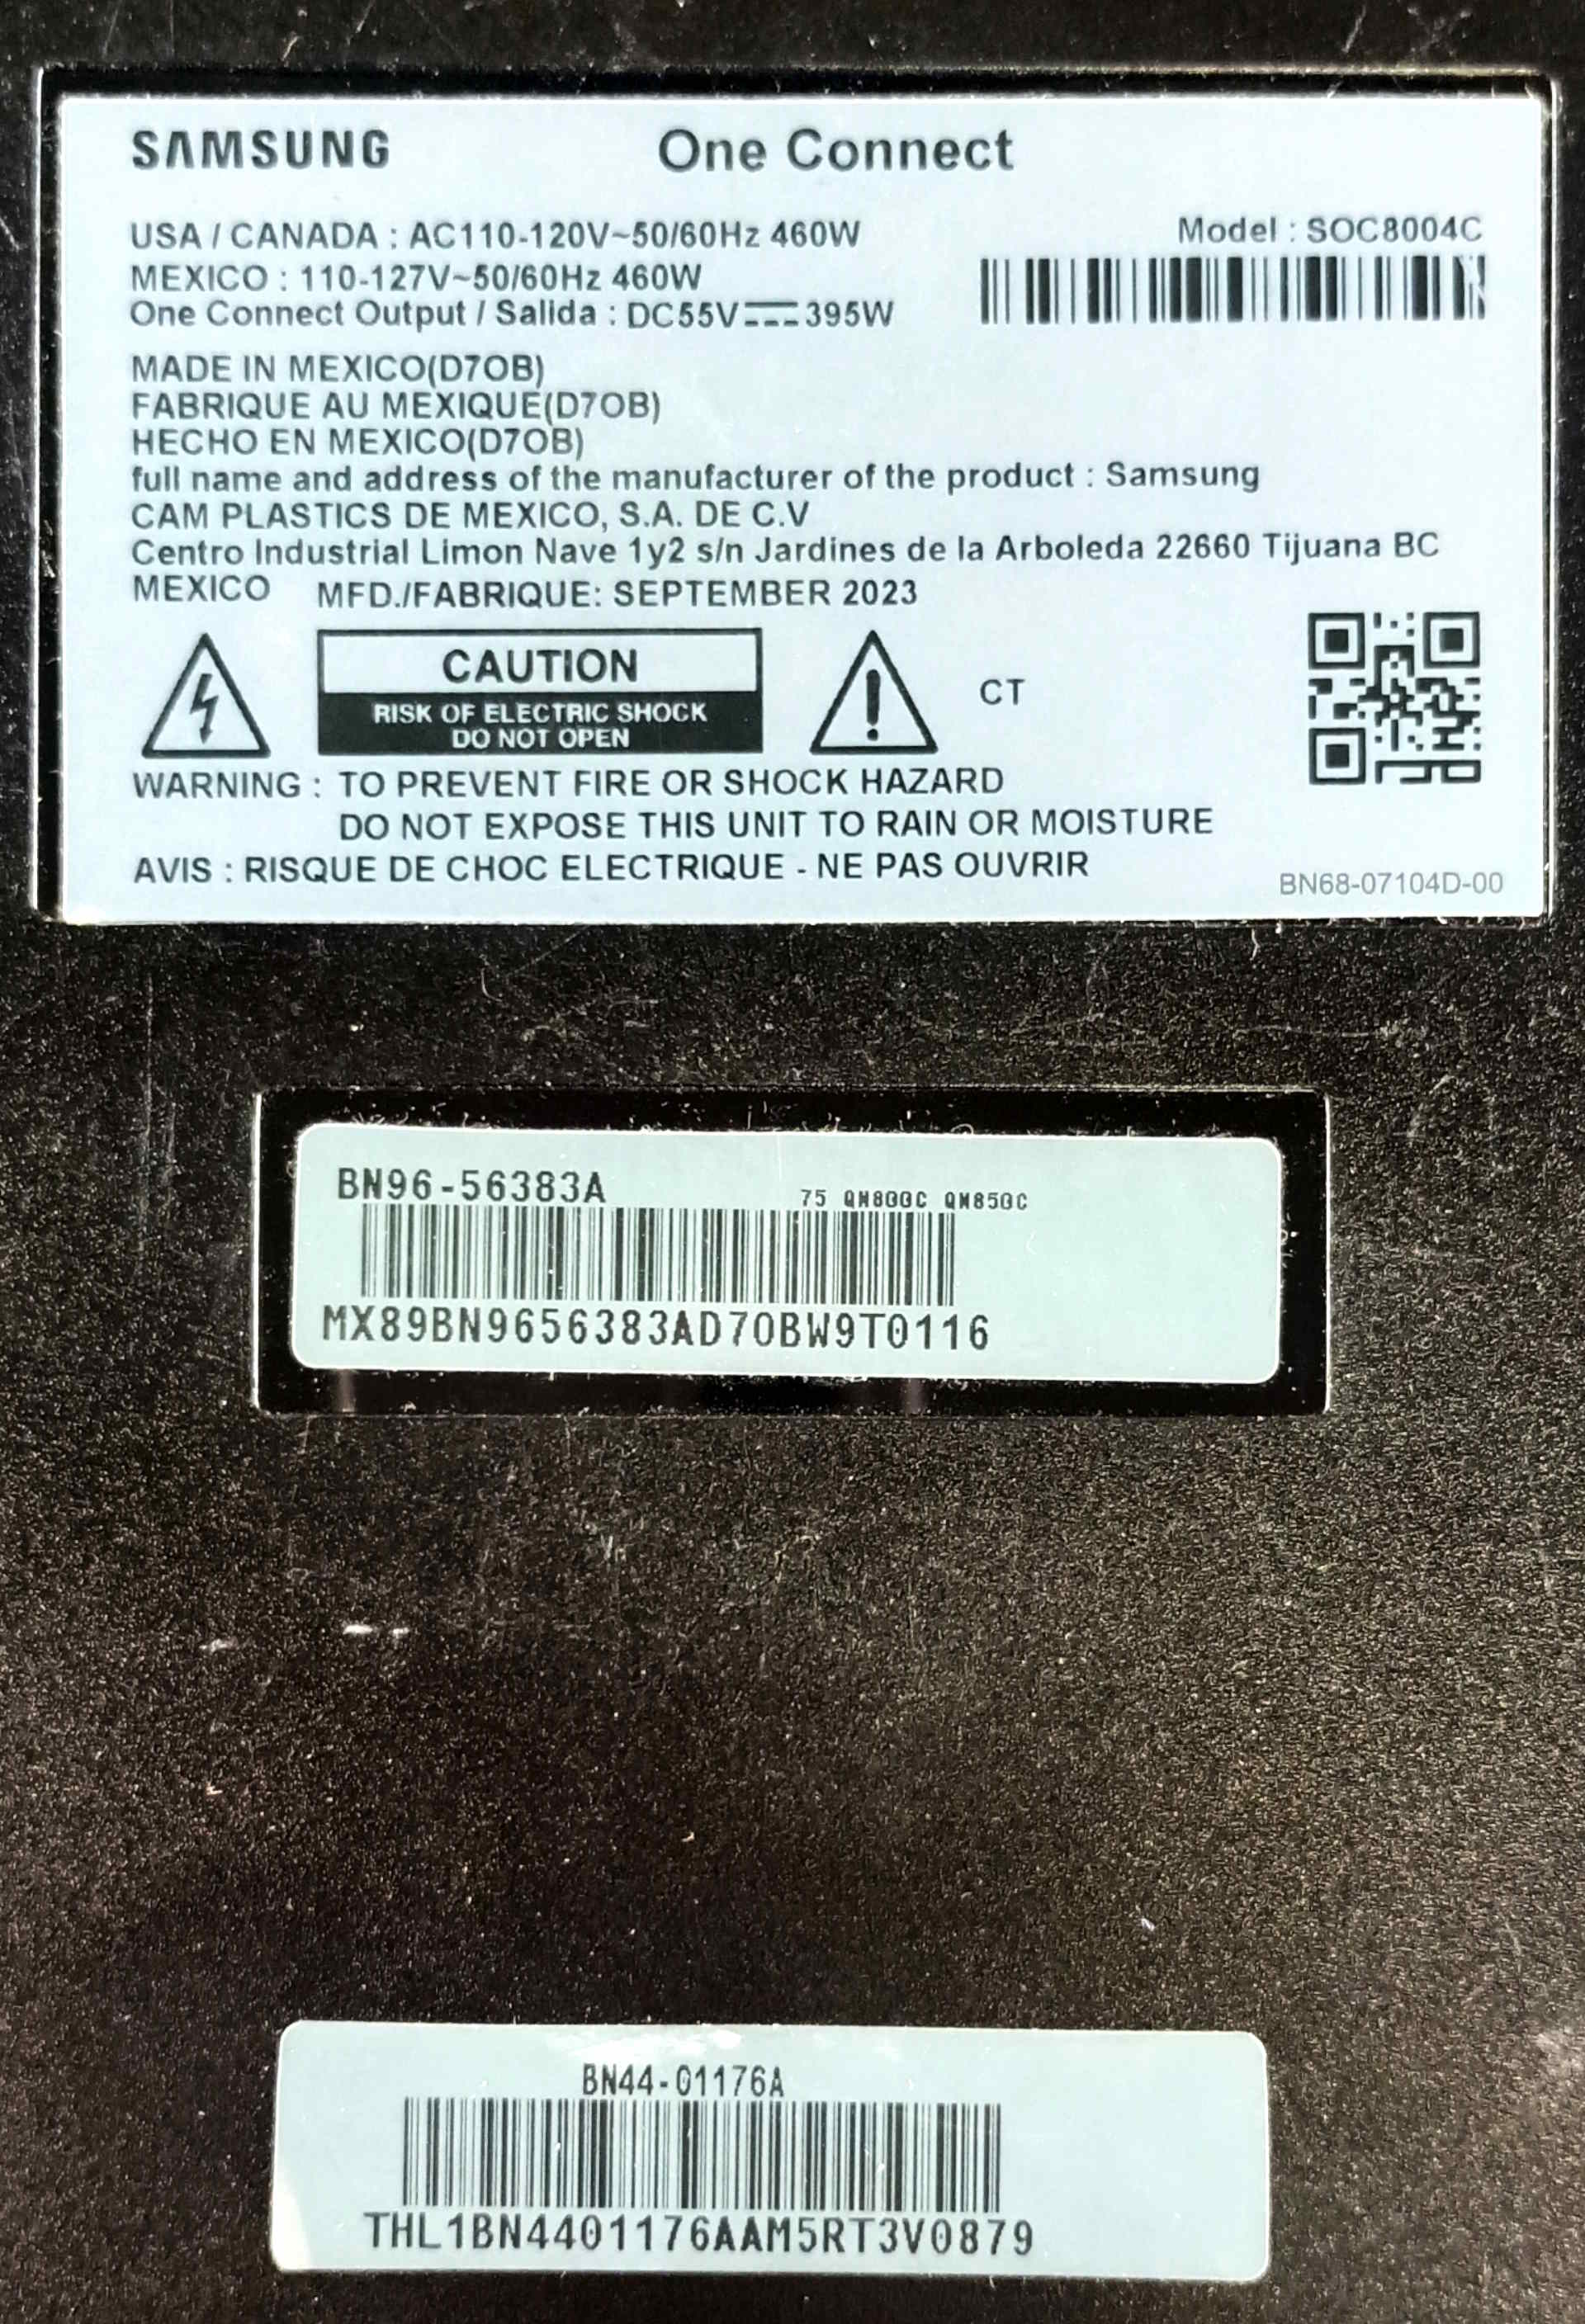 SAMSUNG One Connect
USA / CANADA : AC110-120V~50/60Hz 460W
Model : SOC8004C
MEXICO : 110-127V~50/60Hz 460W
One Connect Output / Salida : DC55V⎓395W
MADE IN MEXICO(D7OB)
FABRIQUE AU MEXIQUE(D7OB)
HECHO EN MEXICO(D7OB)
full name and address of the manufacturer of the product : Samsung
CAM PLASTICS DE MEXICO, S.A. DE C.V
Centro Industrial Limon Nave 1y2 s/n Jardines de la Arboleda 22660 Tijuana BC
MEXICO MFD./FABRIQUE: SEPTEMBER 2023
CAUTION
RISK OF ELECTRIC SHOCK
DO NOT OPEN
CT
WARNING : TO PREVENT FIRE OR SHOCK HAZARD
DO NOT EXPOSE THIS UNIT TO RAIN OR MOISTURE
AVIS : RISQUE DE CHOC ELECTRIQUE - NE PAS OUVRIR
BN68-07104D-00
BN96-56383A
75 QN800C QN850C
MX89BN9656383AD7OBW9T0116
BN44-01176A
THL1BN4401176AAM5RT3V0879